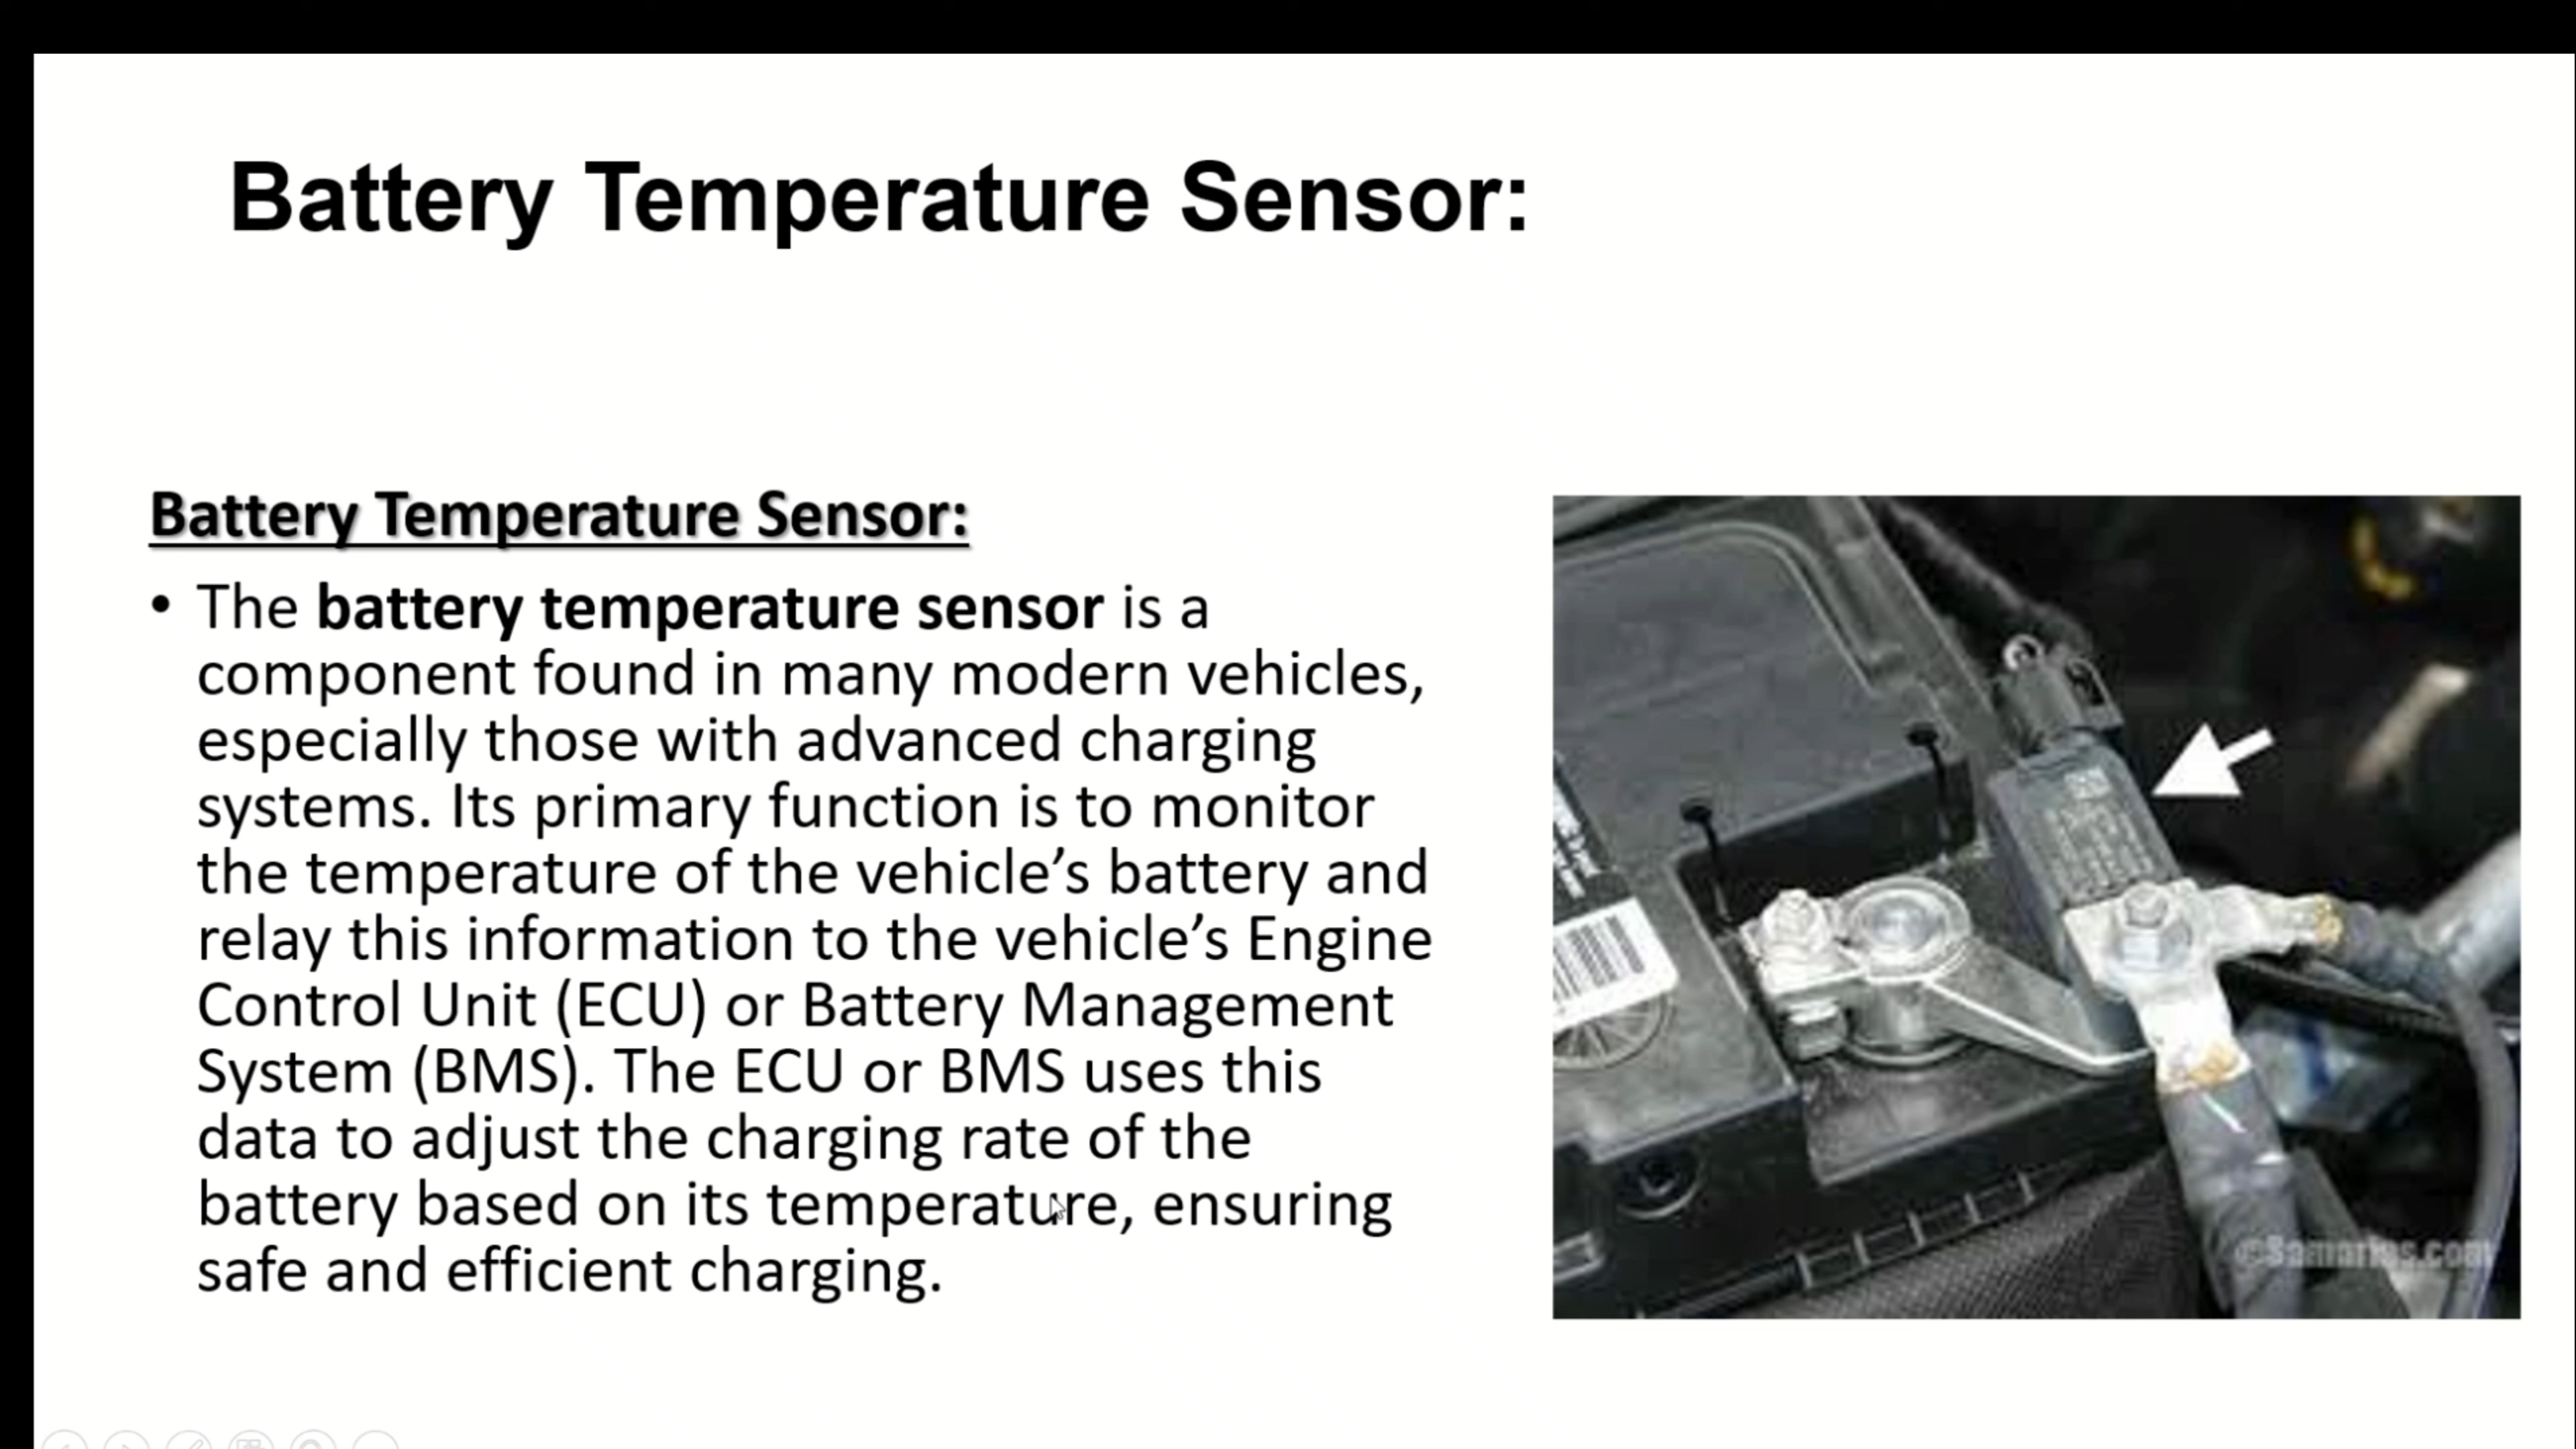 Battery Temperature Sensor:
Battery Temperature Sensor:
• The battery temperature sensor is a
component found in many modern vehicles,
especially those with advanced charging
systems. Its primary function is to monitor
the temperature of the vehicle’s battery and
relay this information to the vehicle’s Engine
Control Unit (ECU) or Battery Management
System (BMS). The ECU or BMS uses this
data to adjust the charging rate of the
battery based on its temperature, ensuring
safe and efficient charging.
©Samarins.com